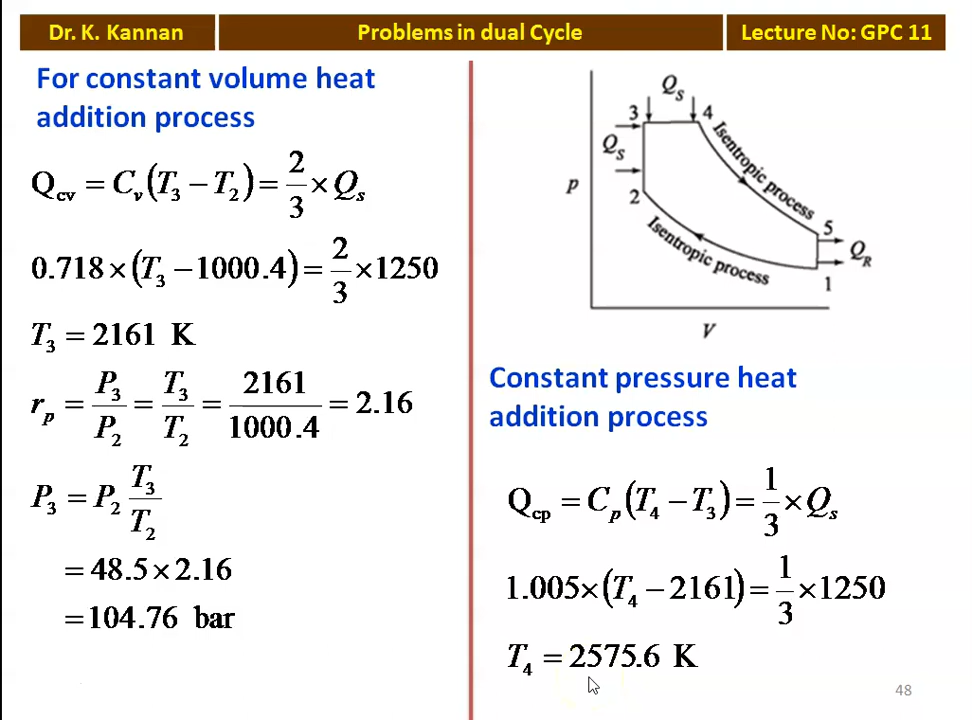 Dr. K. Kannan
Problems in dual Cycle
Lecture No: GPC 11
For constant volume heat
addition process
Q_cv = C_v (T_3 − T_2) = 2/3 × Q_s
0.718 × (T_3 − 1000.4) = 2/3 × 1250
T_3 = 2161 K
r_p = P_3/P_2 = T_3/T_2 = 2161/1000.4 = 2.16
P_3 = P_2 T_3/T_2
= 48.5 × 2.16
= 104.76 bar
Q_S
3
4
Q_S
Isentropic process
p
2
5
Isentropic process
Q_R
1
V
Constant pressure heat
addition process
Q_cp = C_p (T_4 − T_3) = 1/3 × Q_s
1.005 × (T_4 − 2161) = 1/3 × 1250
T_4 = 2575.6 K
48